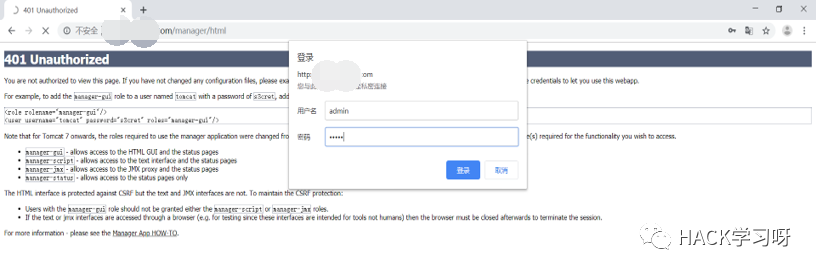 401 Unauthorized
不安全 com/manager/html
401 Unauthorized
You are not authorized to view this page. If you have not changed any configuration files, please exa
credentials to let you use this webapp.
For example, to add the manager-gui role to a user named tomcat with a password of s3cret, add
<role rolename="manager-gui"/>
<user username="tomcat" password="s3cret" roles="manager-gui"/>
Note that for Tomcat 7 onwards, the roles required to use the manager application were changed from
e(s) required for the functionality you wish to access.
• manager-gui - allows access to the HTML GUI and the status pages
• manager-script - allows access to the text interface and the status pages
• manager-jmx - allows access to the JMX proxy and the status pages
• manager-status - allows access to the status pages only
The HTML interface is protected against CSRF but the text and JMX interfaces are not. To maintain the CSRF protection:
• Users with the manager-gui role should not be granted either the manager-script or manager-jmx roles.
• If the text or jmx interfaces are accessed through a browser (e.g. for testing since these interfaces are intended for tools not humans) then the browser must be closed afterwards to terminate the session.
For more information - please see the Manager App HOW-TO.
登录
http: .com
您与 私密连接
用户名 admin
密码 •••••
登录 取消
HACK学习呀